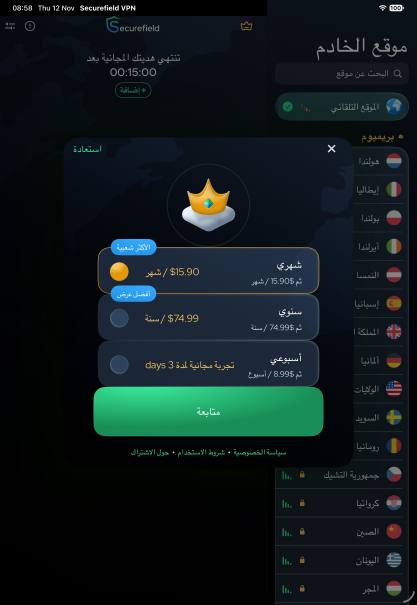 08:58 Thu 12 Nov Securefield VPN
100
Securefield
تنتهي هديتك المجانية بعد
00:15:00
+إضافة
موقع الخادم
البحث عن موقع
الموقع التلقائي
بريميوم
هولندا
إيطاليا
بولندا
أيرلندا
النمسا
إسبانيا
المملكة ا
ألمانيا
الولايات
السويد
رومانيا
جمهورية التشيك
كرواتيا
الصين
اليونان
المجر
استعادة
الأكثر شعبية
شهري
$15.90 / شهر
ثم 15.90$ / شهر
أفضل عرض
سنوي
$74.99 / سنة
ثم 74.99$ / سنة
أسبوعي
تجربة مجانية لمدة 3 days
ثم 8.99$ / أسبوع
متابعة
سياسة الخصوصية • شروط الاستخدام • حول الاشتراك